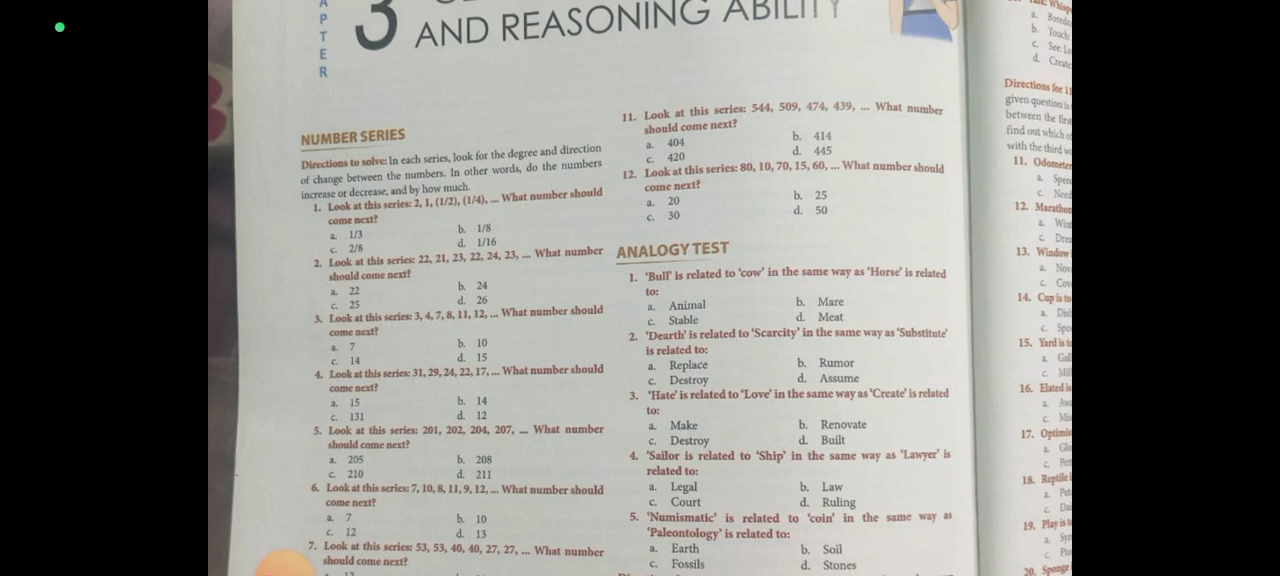 A
P
T
E
R
3
AND REASONING ABILITY
NUMBER SERIES
Directions to solve: In each series, look for the degree and direction
of change between the numbers. In other words, do the numbers
increase or decrease, and by how much.
1. Look at this series: 2, 1, (1/2), (1/4), ... What number should
come next?
a. 1/3 b. 1/8
c. 2/8 d. 1/16
2. Look at this series: 22, 21, 23, 22, 24, 23, ... What number
should come next?
a. 22 b. 24
c. 25 d. 26
3. Look at this series: 3, 4, 7, 8, 11, 12, ... What number should
come next?
a. 7 b. 10
c. 14 d. 15
4. Look at this series: 31, 29, 24, 22, 17, ... What number should
come next?
a. 15 b. 14
c. 131 d. 12
5. Look at this series: 201, 202, 204, 207, ... What number
should come next?
a. 205 b. 208
c. 210 d. 211
6. Look at this series: 7, 10, 8, 11, 9, 12, ... What number should
come next?
a. 7 b. 10
c. 12 d. 13
7. Look at this series: 53, 53, 40, 40, 27, 27, ... What number
should come next?
11. Look at this series: 544, 509, 474, 439, ... What number
should come next?
a. 404 b. 414
c. 420 d. 445
12. Look at this series: 80, 10, 70, 15, 60, ... What number should
come next?
a. 20 b. 25
c. 30 d. 50
ANALOGY TEST
1. 'Bull' is related to 'cow' in the same way as 'Horse' is related
to:
a. Animal b. Mare
c. Stable d. Meat
2. 'Dearth' is related to 'Scarcity' in the same way as 'Substitute'
is related to:
a. Replace b. Rumor
c. Destroy d. Assume
3. 'Hate' is related to 'Love' in the same way as 'Create' is related
to:
a. Make b. Renovate
c. Destroy d. Built
4. 'Sailor is related to 'Ship' in the same way as 'Lawyer' is
related to:
a. Legal b. Law
c. Court d. Ruling
5. 'Numismatic' is related to 'coin' in the same way as
'Paleontology' is related to:
a. Earth b. Soil
c. Fossils d. Stones
a.
b. Touch
c. See
d. Create
Directions for 11
given question is
between the
find out which
with the third
11. Odometer
a.
c.
12. Marathon
a.
c.
13. Window
a.
c.
14. Cup is to
a.
c.
15. Yard is
a.
c.
16. Elated is
a.
c.
17.
a.
c.
18. Reptile
a.
c.
19. Play is
a.
c.
20. Sponge